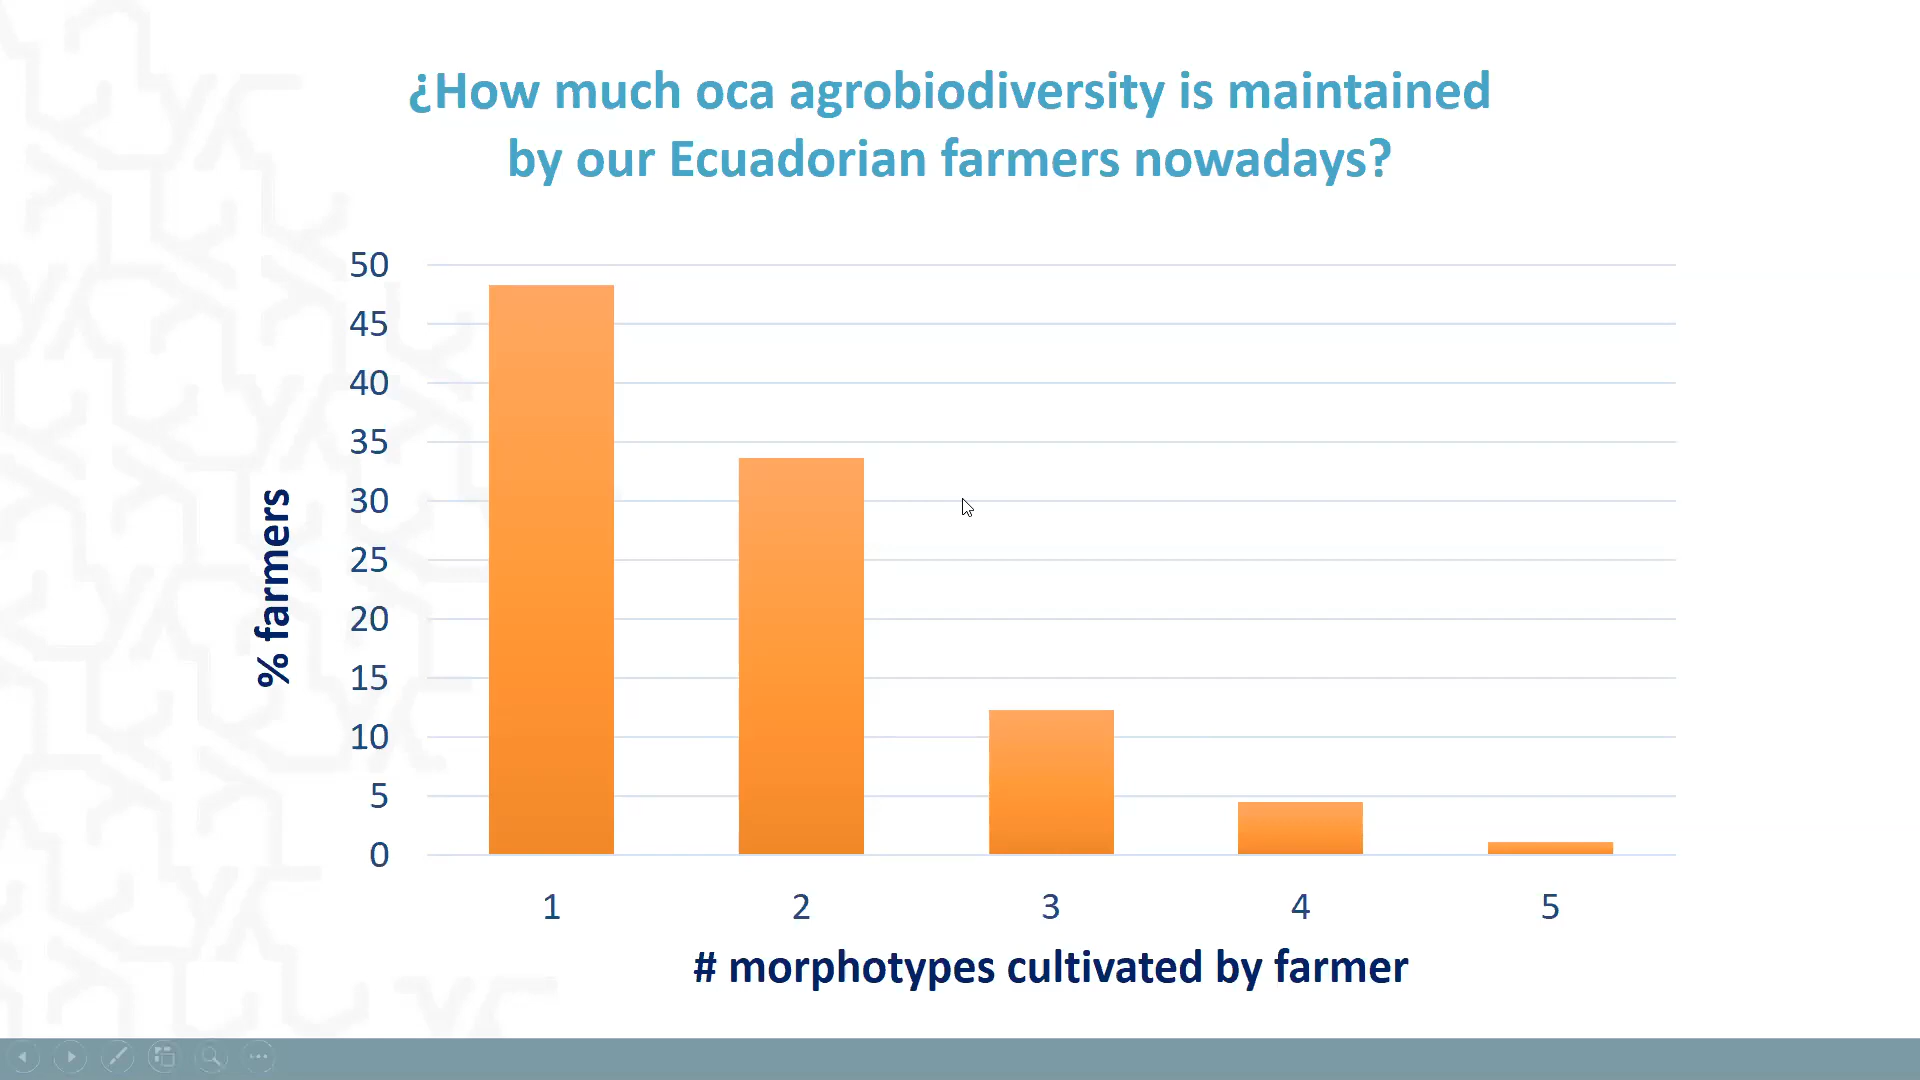 ¿How much oca agrobiodiversity is maintained
by our Ecuadorian farmers nowadays?
50
45
40
35
30
25
20
15
10
5
0
% farmers
1 2 3 4 5
# morphotypes cultivated by farmer